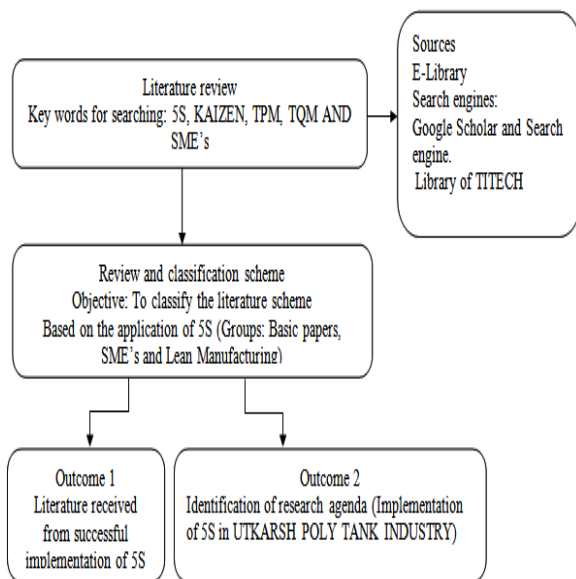 Literature review
Key words for searching: 5S, KAIZEN, TPM, TQM AND
SME's
Sources
E-Library
Search engines:
Google Scholar and Search
engine.
Library of TITECH
Review and classification scheme
Objective: To classify the literature scheme
Based on the application of 5S (Groups: Basic papers,
SME's and Lean Manufacturing)
Outcome 1
Literature received
from successful
implementation of 5S
Outcome 2
Identification of research agenda (Implementation
of 5S in UTKARSH POLY TANK INDUSTRY)